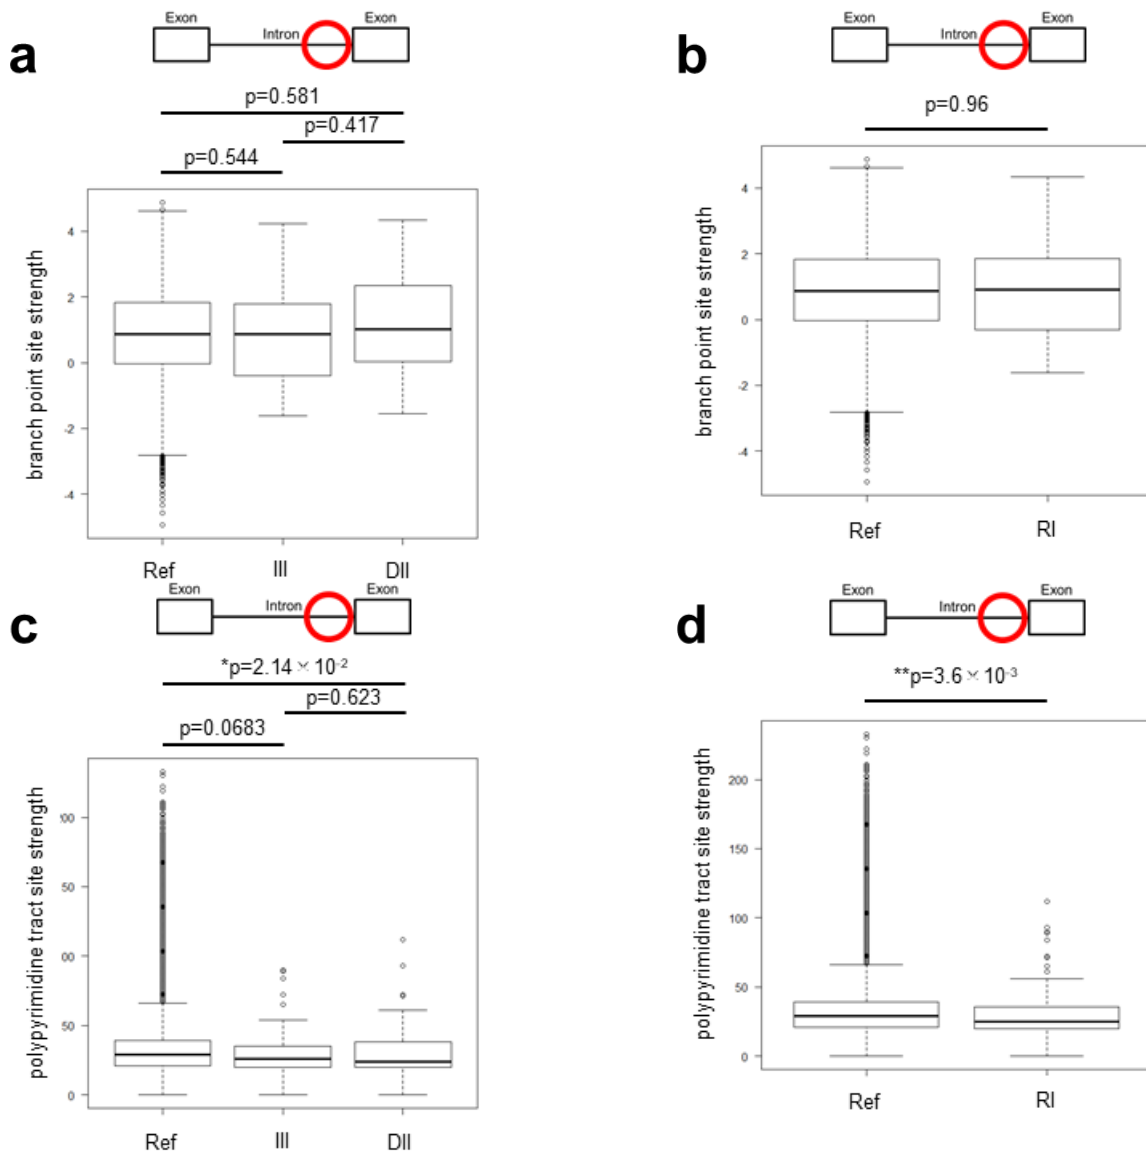 a
Exon
Intron
Exon
p=0.581
p=0.417
p=0.544
branch point site strength
4
2
0
-2
-4
Ref
III
DII
b
Exon
Intron
Exon
p=0.96
branch point site strength
4
2
0
-2
-4
Ref
RI
c
Exon
Intron
Exon
*p=2.14 × 10-2
p=0.623
p=0.0683
polypyrimidine tract site strength
00
50
00
50
0
Ref
III
DII
d
Exon
Intron
Exon
**p=3.6 × 10-3
polypyrimidine tract site strength
200
150
100
50
0
Ref
RI